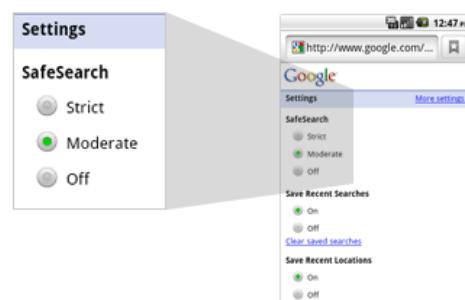 Settings
SafeSearch
Strict
Moderate
Off
12:47 PM
http://www.google.com/...
Google
Settings More settings
SafeSearch
Strict
Moderate
Off
Save Recent Searches
On
Off
Clear saved searches
Save Recent Locations
On
Off